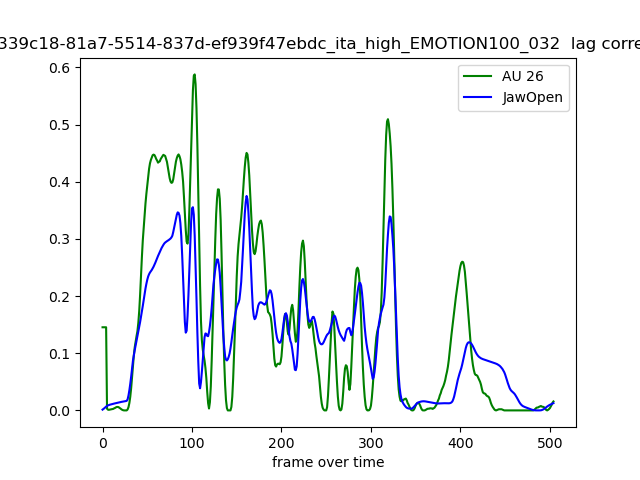 339c18-81a7-5514-837d-ef939f47ebdc_ita_high_EMOTION100_032 lag corre
AU 26
JawOpen
0.6
0.5
0.4
0.3
0.2
0.1
0.0
0 100 200 300 400 500
frame over time